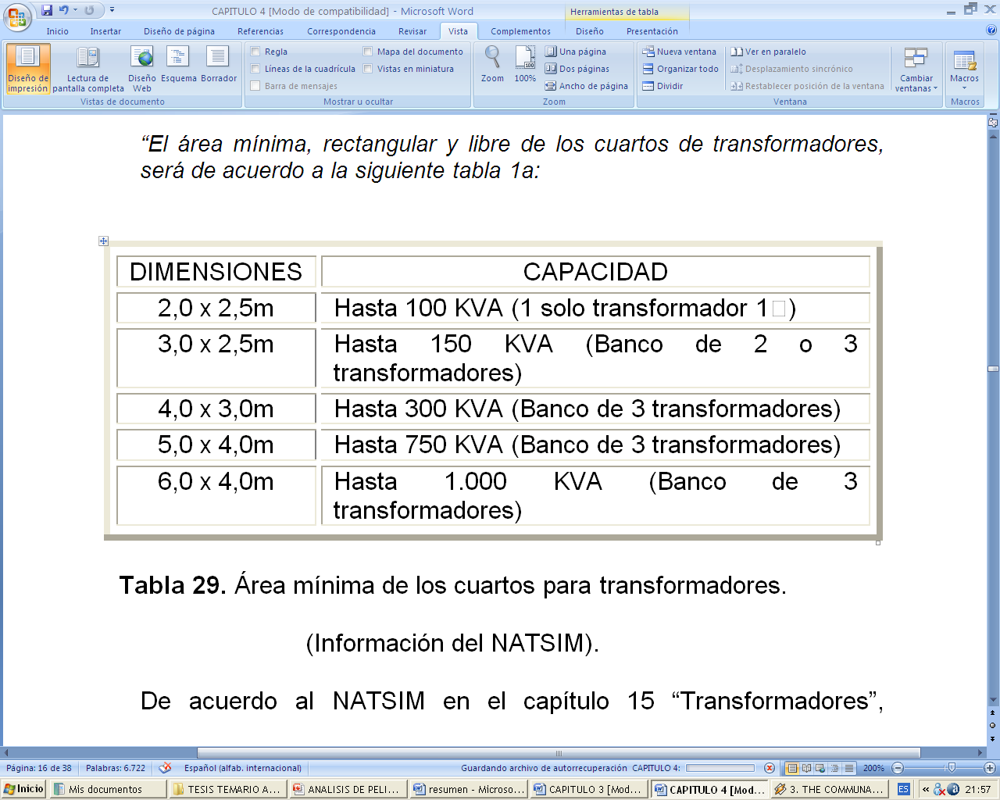 CAPITULO 4 [Modo de compatibilidad] - Microsoft Word
Herramientas de tabla
Inicio Insertar Diseño de página Referencias Correspondencia Revisar Vista Complementos Diseño Presentación
Diseño de impresión
Lectura de pantalla completa
Diseño Web
Esquema
Borrador
Vistas de documento
Regla
Líneas de la cuadrícula
Barra de mensajes
Mapa del documento
Vistas en miniatura
Mostrar u ocultar
Zoom
100%
Una página
Dos páginas
Ancho de página
Zoom
Nueva ventana
Organizar todo
Dividir
Ver en paralelo
Desplazamiento sincrónico
Restablecer posición de la ventana
Cambiar ventanas
Ventana
Macros
Macros
“El área mínima, rectangular y libre de los cuartos de transformadores,
será de acuerdo a la siguiente tabla 1a:
DIMENSIONES CAPACIDAD
2,0 x 2,5m Hasta 100 KVA (1 solo transformador 1□)
3,0 x 2,5m Hasta 150 KVA (Banco de 2 o 3
transformadores)
4,0 x 3,0m Hasta 300 KVA (Banco de 3 transformadores)
5,0 x 4,0m Hasta 750 KVA (Banco de 3 transformadores)
6,0 x 4,0m Hasta 1.000 KVA (Banco de 3
transformadores)
Tabla 29. Área mínima de los cuartos para transformadores.
(Información del NATSIM).
De acuerdo al NATSIM en el capítulo 15 “Transformadores”,
Página: 16 de 38 Palabras: 6.722 Español (alfab. internacional) Guardando archivo de autorrecuperación CAPITULO 4: 200%
Inicio Mis documentos TESIS TEMARIO A... ANALISIS DE PELI... resumen - Microso... CAPITULO 3 [Mod... CAPITULO 4 [Mod... 3. THE COMMUNA... ES « 21:57